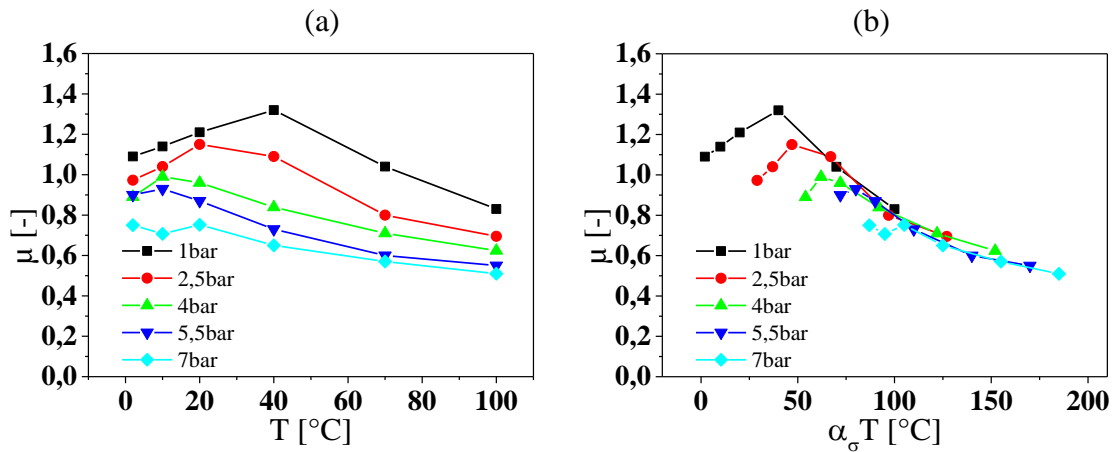 (a)
1,6
1,4
1,2
1,0
0,8
0,6
0,4
0,2
0,0
μ [-]
1bar
2,5bar
4bar
5,5bar
7bar
0 20 40 60 80 100
T [°C]
(b)
1,6
1,4
1,2
1,0
0,8
0,6
0,4
0,2
0,0
μ [-]
1bar
2,5bar
4bar
5,5bar
7bar
0 50 100 150 200
α_σT [°C]